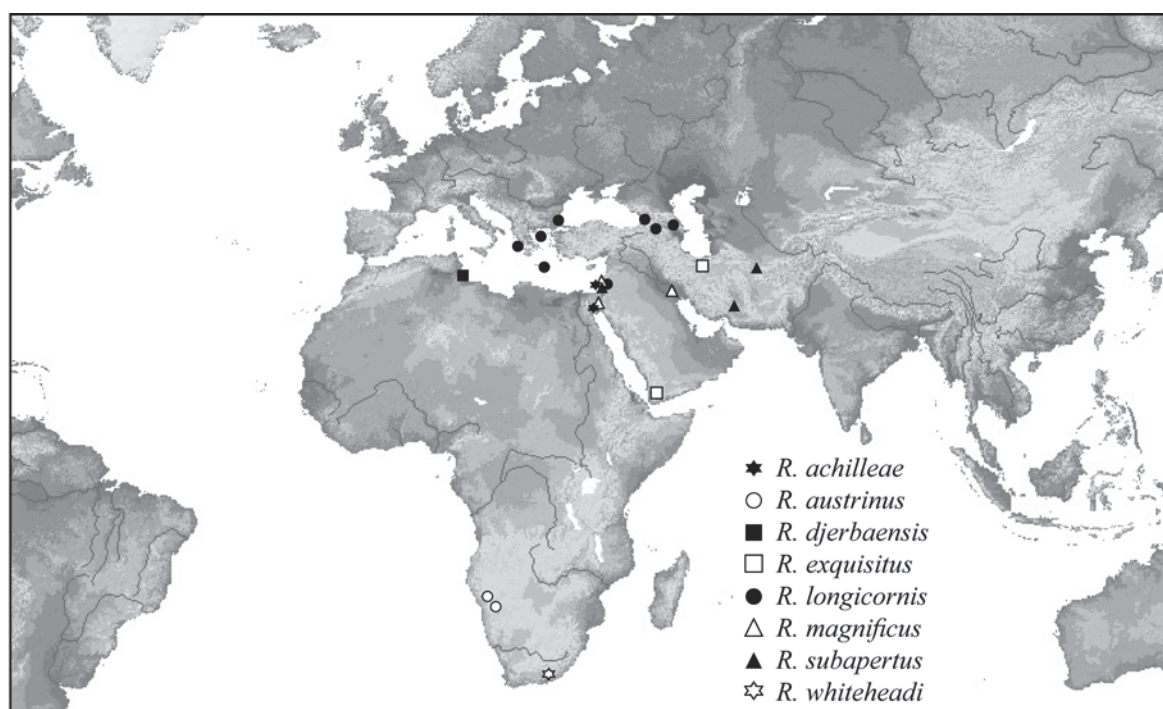 R. achilleae
R. austrinus
R. djerbaensis
R. exquisitus
R. longicornis
R. magnificus
R. subapertus
R. whiteheadi